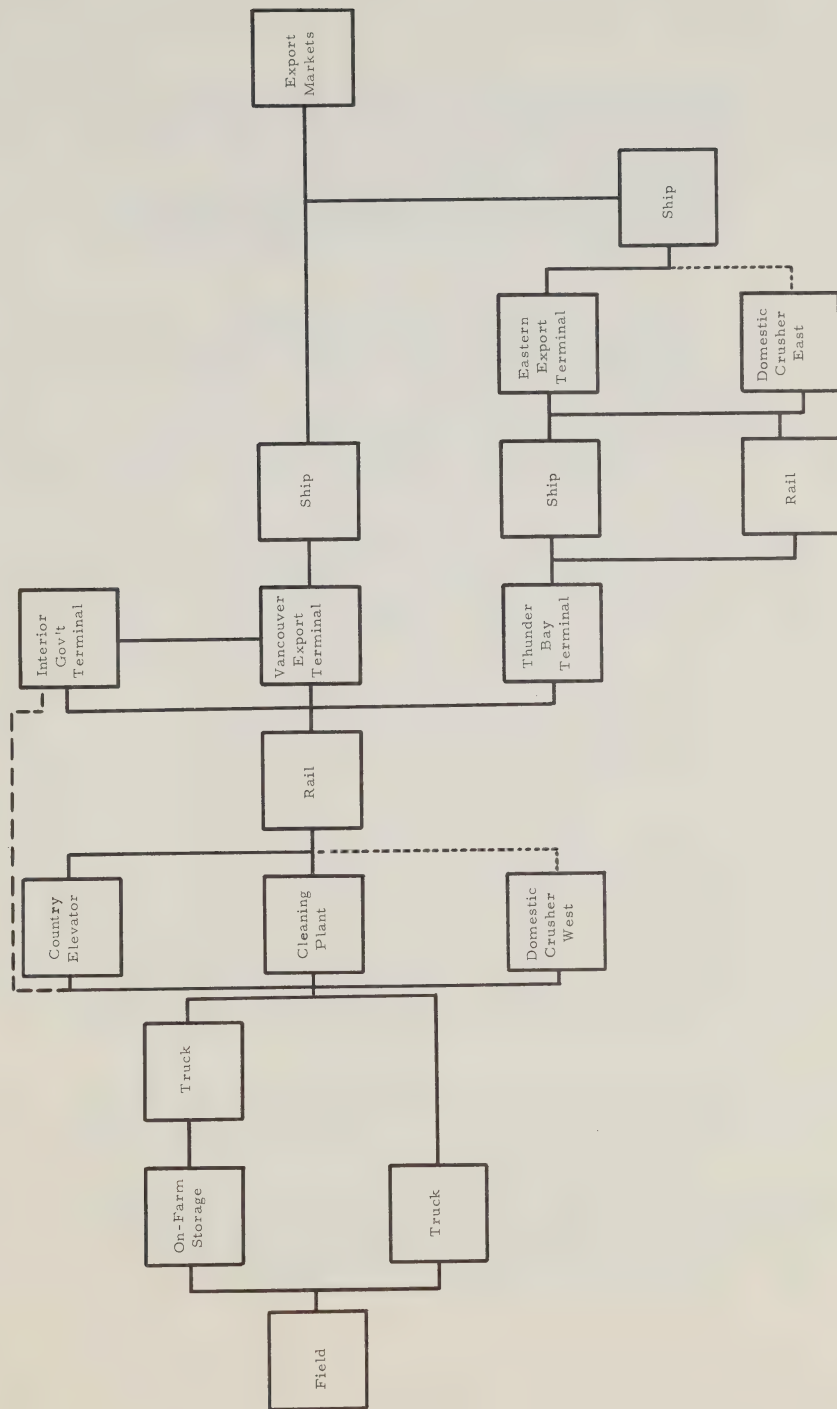 Field
On-Farm
Storage
Truck
Truck
Country
Elevator
Cleaning
Plant
Domestic
Crusher
West
Rail
Interior
Gov't
Terminal
Vancouver
Export
Terminal
Thunder
Bay
Terminal
Ship
Ship
Rail
Eastern
Export
Terminal
Domestic
Crusher
East
Ship
Export
Markets